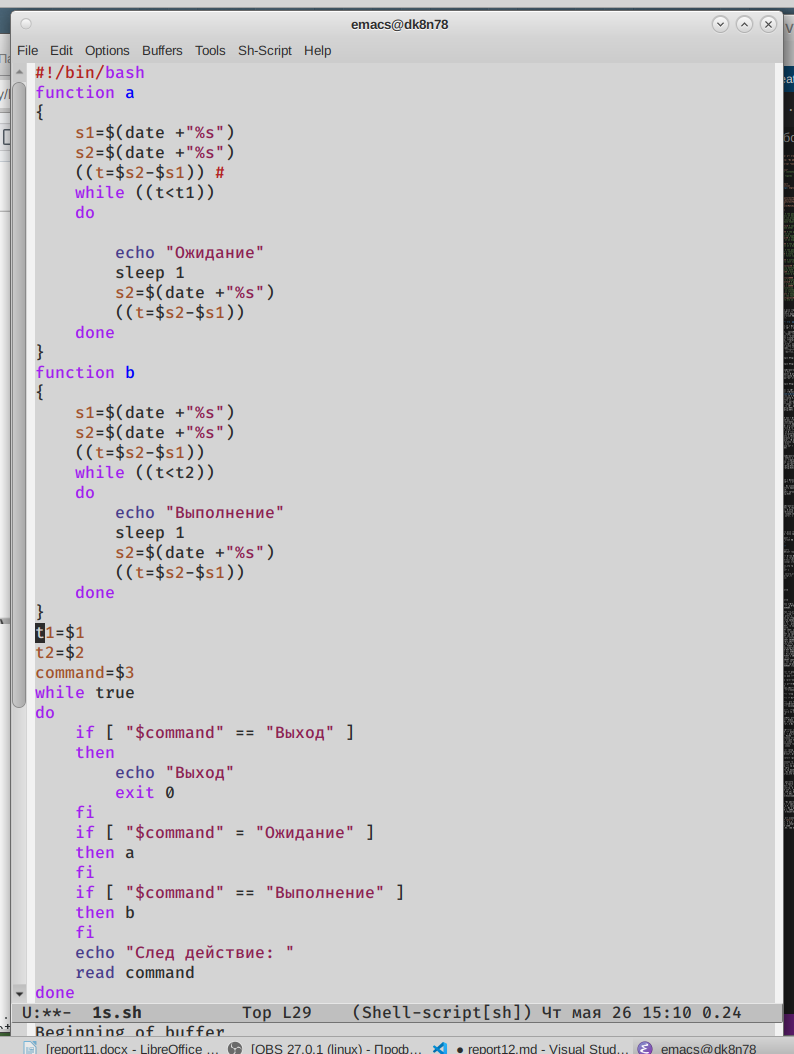 emacs@dk8n78
File Edit Options Buffers Tools Sh-Script Help
#!/bin/bash
function a
{
    s1=$(date +"%s")
    s2=$(date +"%s")
    ((t=$s2-$s1)) #
    while ((t<t1))
    do

        echo "Ожидание"
        sleep 1
        s2=$(date +"%s")
        ((t=$s2-$s1))
    done
}
function b
{
    s1=$(date +"%s")
    s2=$(date +"%s")
    ((t=$s2-$s1))
    while ((t<t2))
    do
        echo "Выполнение"
        sleep 1
        s2=$(date +"%s")
        ((t=$s2-$s1))
    done
}
t1=$1
t2=$2
command=$3
while true
do
    if [ "$command" == "Выход" ]
    then
        echo "Выход"
        exit 0
    fi
    if [ "$command" = "Ожидание" ]
    then a
    fi
    if [ "$command" == "Выполнение" ]
    then b
    fi
    echo "След действие: "
    read command
done
U:**-  1s.sh          Top L29    (Shell-script[sh]) Чт мая 26 15:10 0.24
Beginning of buffer
[report11.docx - LibreOffice ... [OBS 27.0.1 (linux) - Проф... ● report12.md - Visual Stud... emacs@dk8n78